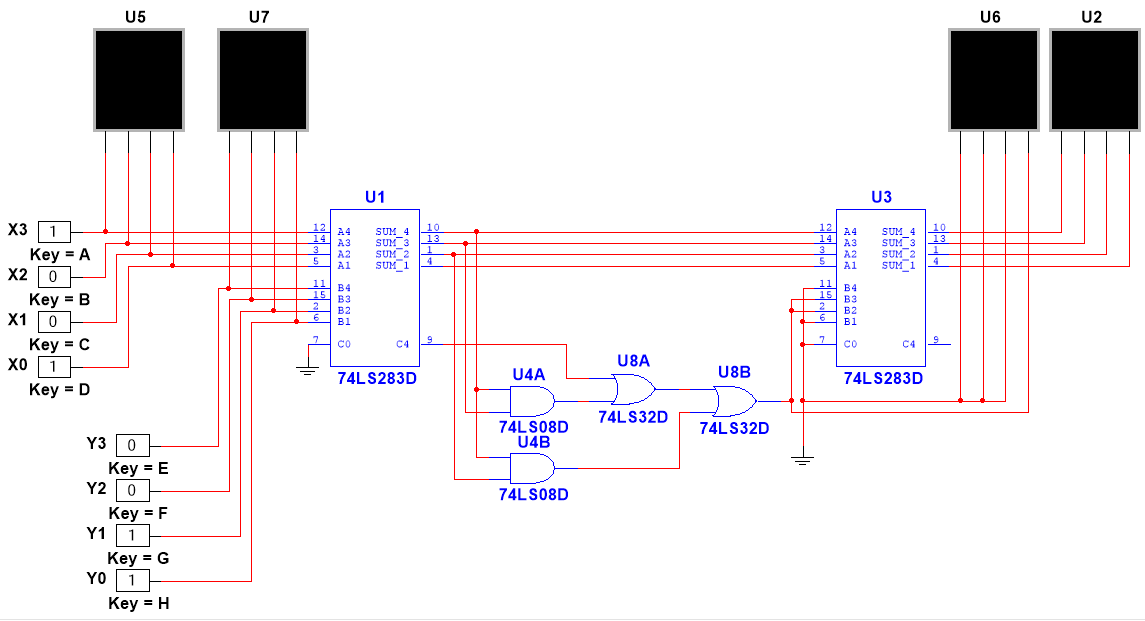 U5 U7 U6 U2
U1 U3
X3 1
Key = A
X2 0
Key = B
X1 0
Key = C
X0 1
Key = D
12 A4 SUM_4 10
14 A3 SUM_3 13
3 A2 SUM_2 1
5 A1 SUM_1 4
11 B4
15 B3
2 B2
6 B1
7 C0 C4 9
74LS283D
12 A4 SUM_4 10
14 A3 SUM_3 13
3 A2 SUM_2 1
5 A1 SUM_1 4
11 B4
15 B3
2 B2
6 B1
7 C0 C4 9
74LS283D
U4A
74LS08D
U4B
74LS08D
U8A
74LS32D
U8B
74LS32D
Y3 0
Key = E
Y2 0
Key = F
Y1 1
Key = G
Y0 1
Key = H